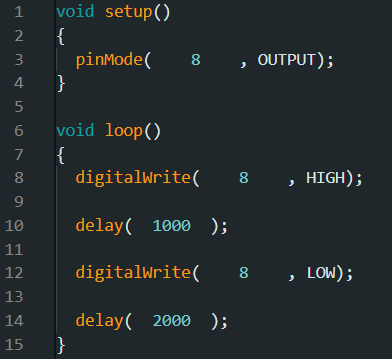 1 void setup()
2 {
3   pinMode(    8    , OUTPUT);
4 }
5
6 void loop()
7 {
8   digitalWrite(    8    , HIGH);
9
10   delay(  1000  );
11
12   digitalWrite(    8    , LOW);
13
14   delay(  2000  );
15 }